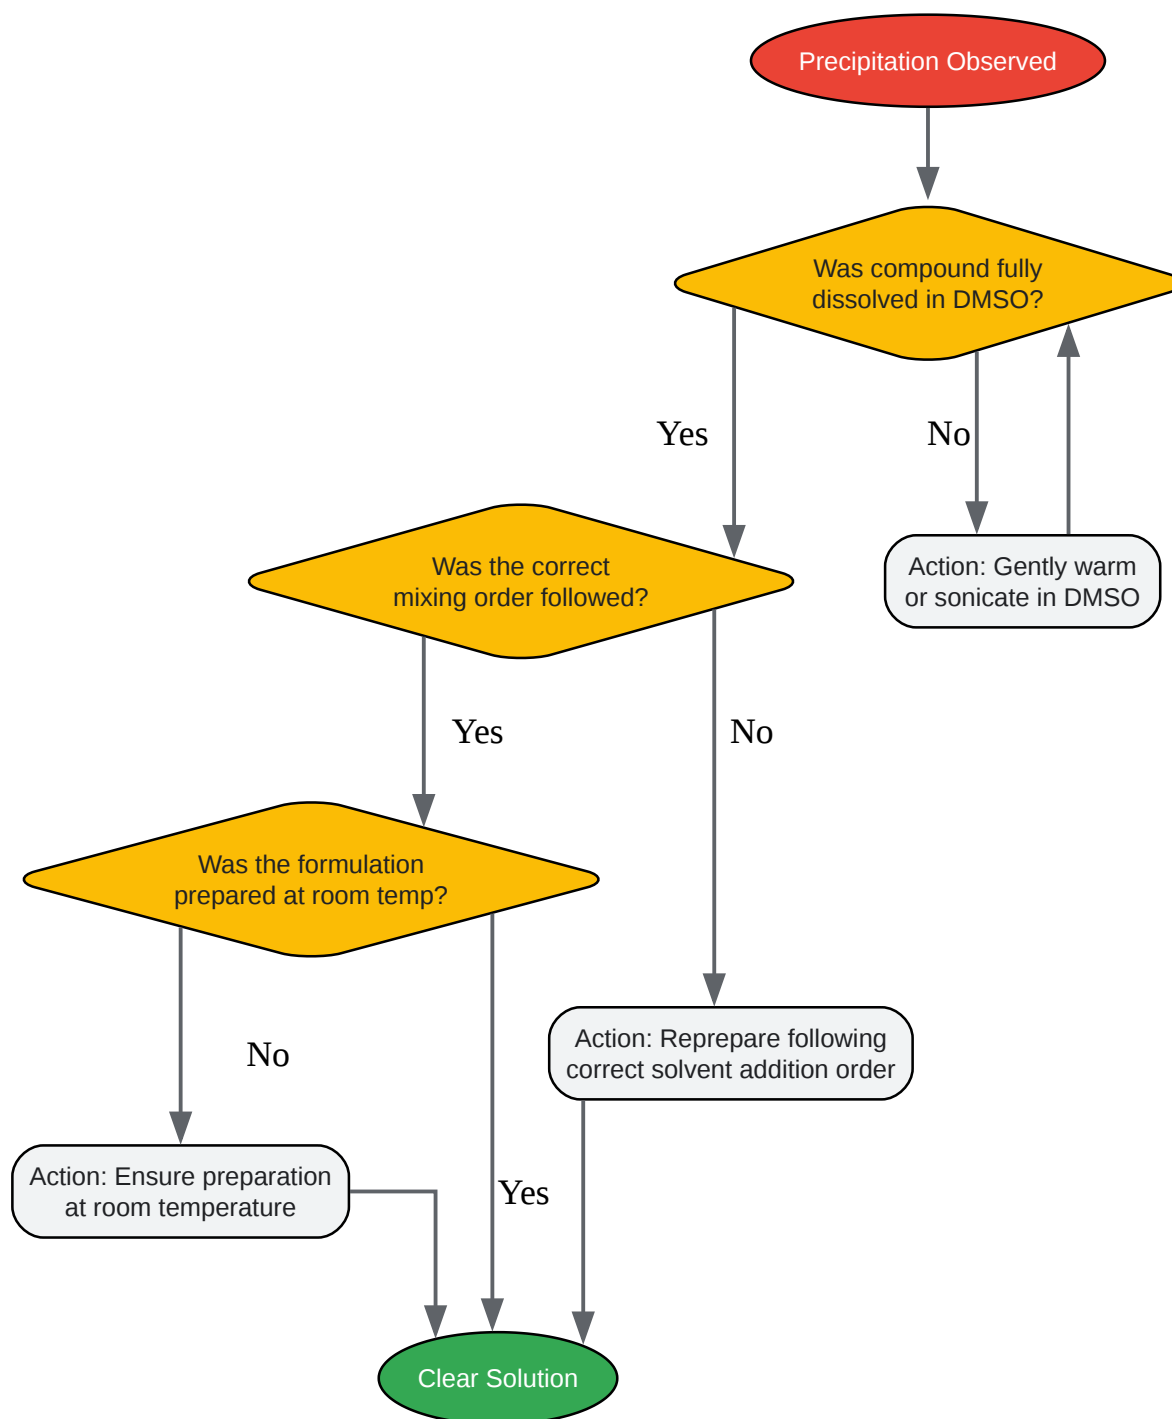 Precipitation Observed
Was compound fully
dissolved in DMSO?
Yes
No
Was the correct
mixing order followed?
Action: Gently warm
or sonicate in DMSO
Yes
No
Was the formulation
prepared at room temp?
No
Action: Reprepare following
correct solvent addition order
Action: Ensure preparation
at room temperature
Yes
Clear Solution